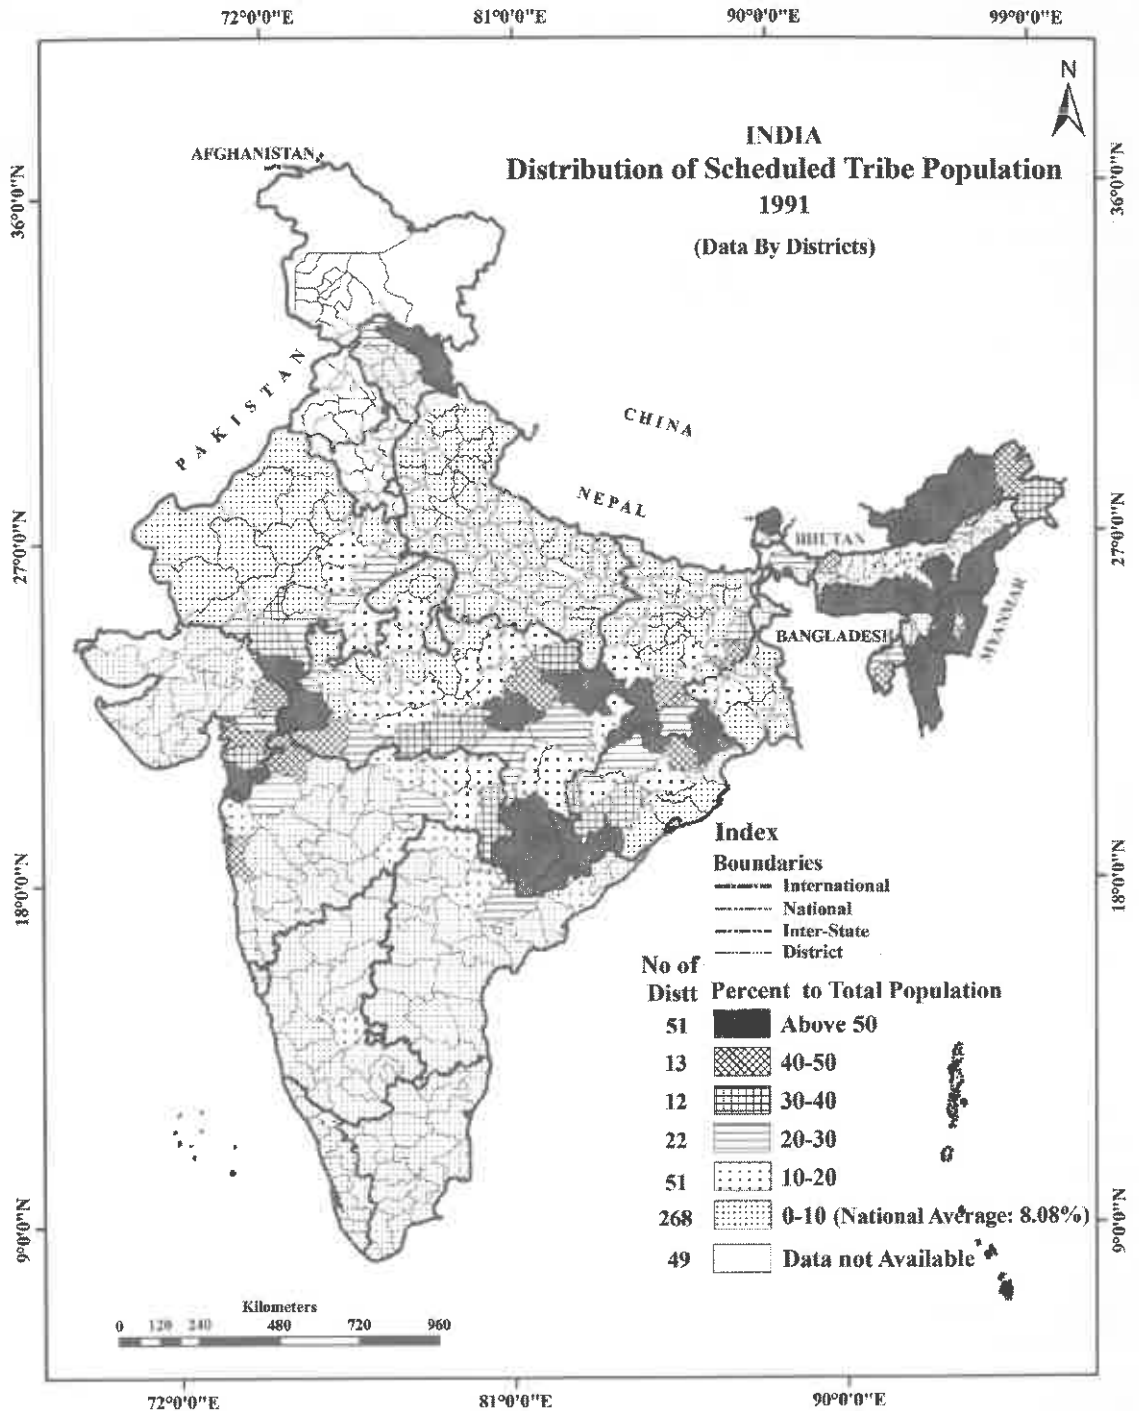 72°0'0"E 81°0'0"E 90°0'0"E 99°0'0"E
N
INDIA
Distribution of Scheduled Tribe Population
1991
(Data By Districts)
AFGHANISTAN
36°0'0"N 36°0'0"N
PAKISTAN
CHINA
NEPAL
BHUTAN
27°0'0"N 27°0'0"N
BANGLADESH
MYANMAR
Index
Boundaries
International
National
Inter-State
District
18°0'0"N 18°0'0"N
No of
Distt Percent to Total Population
51 Above 50
13 40-50
12 30-40
22 20-30
51 10-20
268 0-10 (National Average: 8.08%)
49 Data not Available
9°0'0"N 9°0'0"N
Kilometers
0 120 240 480 720 960
72°0'0"E 81°0'0"E 90°0'0"E